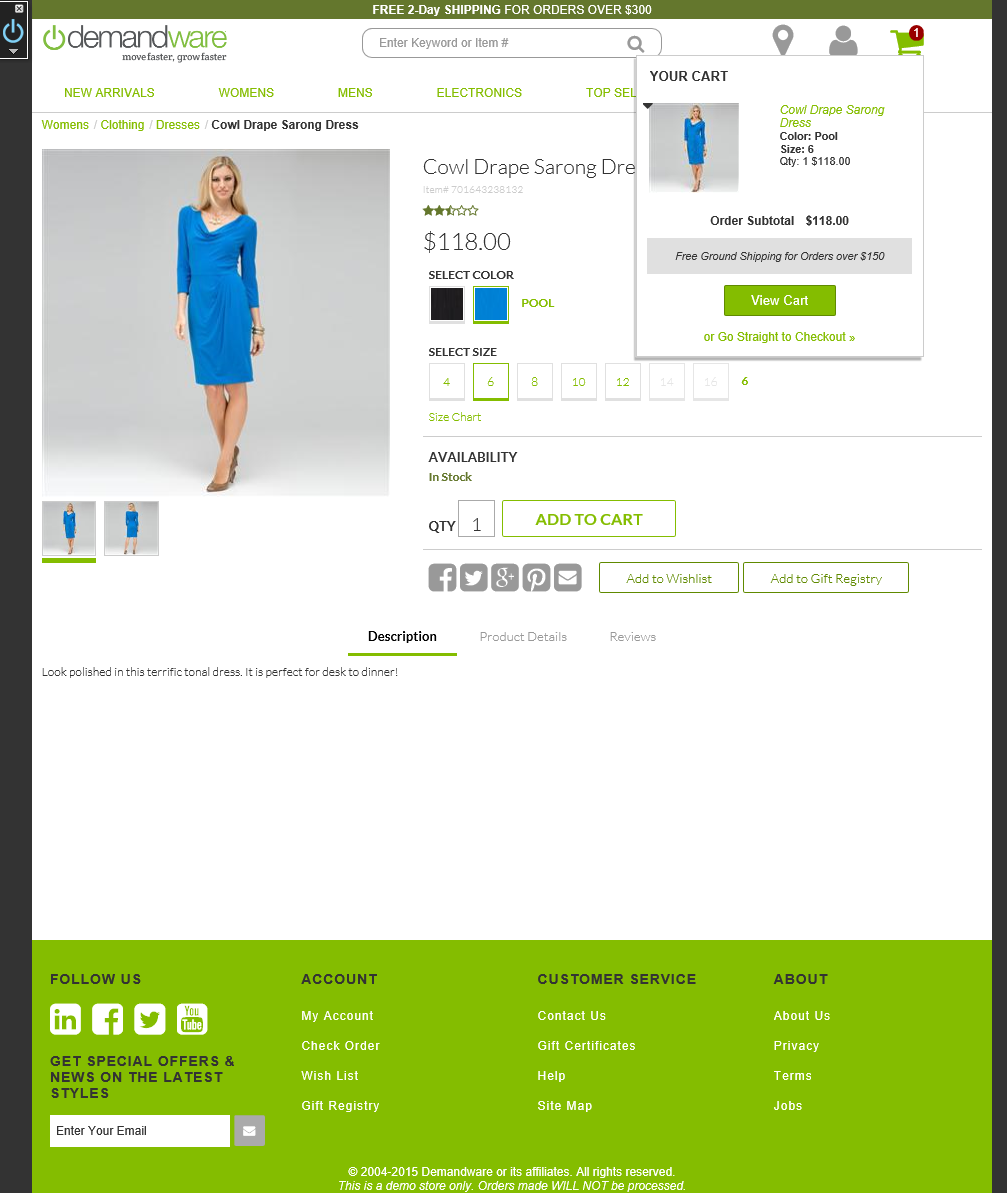 FREE 2-Day SHIPPING FOR ORDERS OVER $300
demandware
move faster, grow faster
Enter Keyword or Item #
1
NEW ARRIVALS WOMENS MENS ELECTRONICS TOP SEL
YOUR CART
Cowl Drape Sarong
Dress
Color: Pool
Size: 6
Qty: 1 $118.00
Order Subtotal $118.00
Free Ground Shipping for Orders over $150
View Cart
or Go Straight to Checkout »
Womens / Clothing / Dresses / Cowl Drape Sarong Dress
Cowl Drape Sarong Dre
Item# 701643238132
$118.00
SELECT COLOR
POOL
SELECT SIZE
4 6 8 10 12 14 16 6
Size Chart
AVAILABILITY
In Stock
QTY 1 ADD TO CART
Add to Wishlist Add to Gift Registry
Description Product Details Reviews
Look polished in this terrific tonal dress. It is perfect for desk to dinner!
FOLLOW US
You
Tube
GET SPECIAL OFFERS &
NEWS ON THE LATEST
STYLES
Enter Your Email
ACCOUNT
My Account
Check Order
Wish List
Gift Registry
CUSTOMER SERVICE
Contact Us
Gift Certificates
Help
Site Map
ABOUT
About Us
Privacy
Terms
Jobs
© 2004-2015 Demandware or its affiliates. All rights reserved.
This is a demo store only. Orders made WILL NOT be processed.